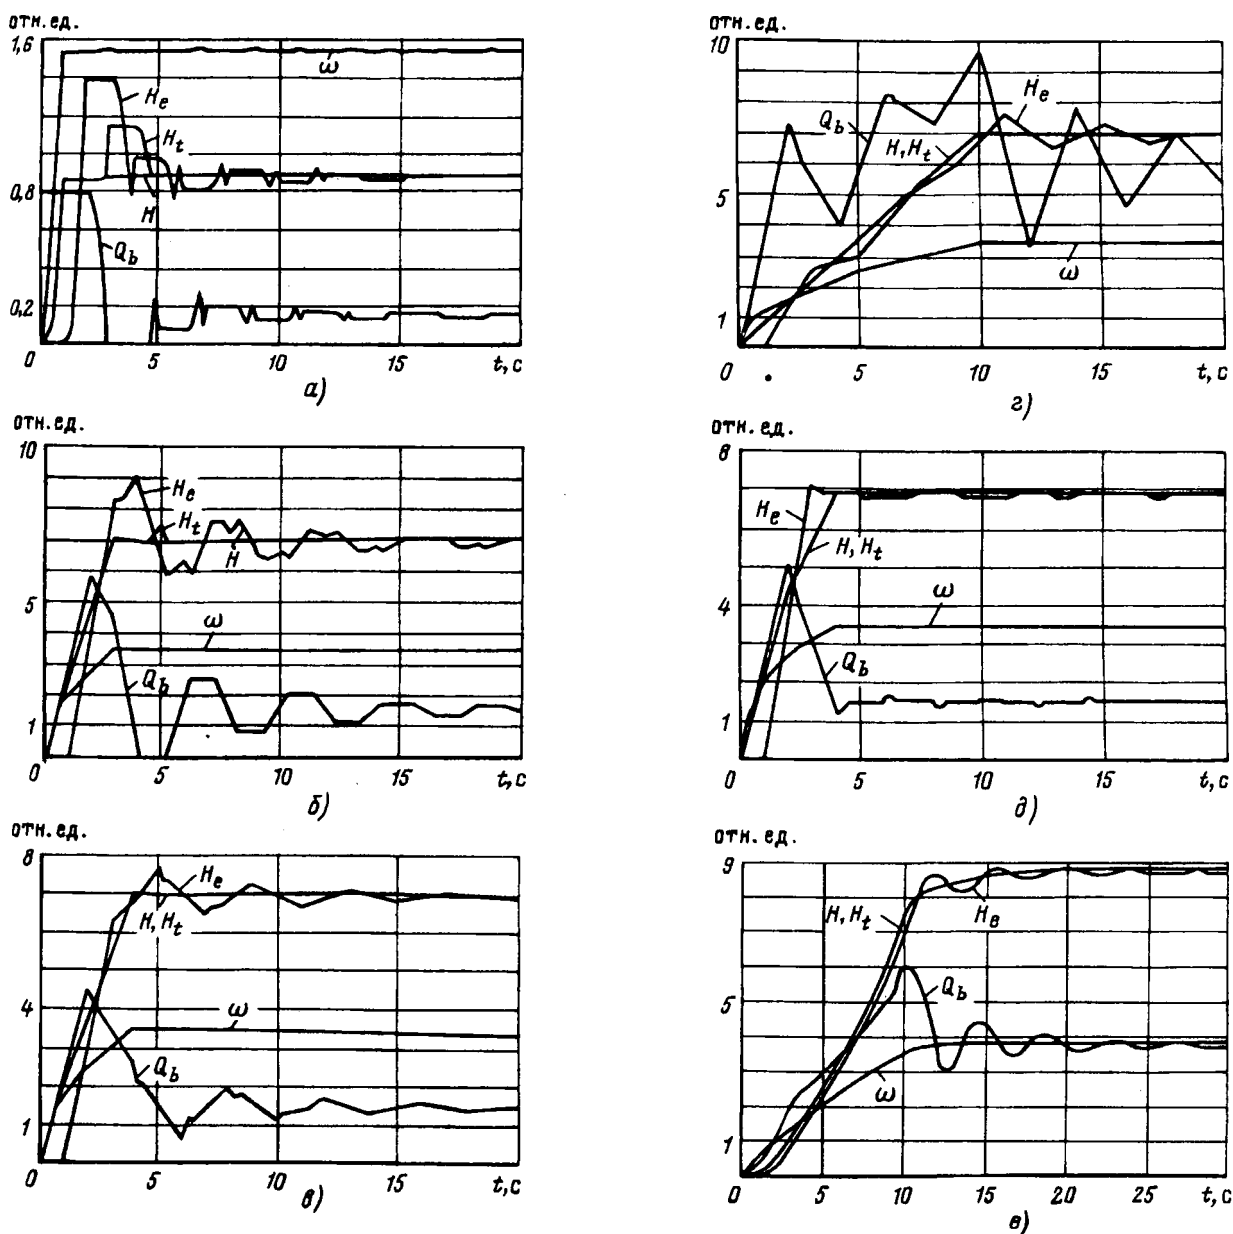 отн.ед.
1,6
0,8
0,2
0
5
10
15
t, с
ω
H_e
H_t
H
Q_b
а)
отн.ед.
10
5
1
0
5
10
15
t, с
H_e
H_t
H
ω
Q_b
б)
отн.ед.
8
4
1
0
5
10
15
t, с
H_e
H, H_t
ω
Q_b
в)
отн.ед.
10
5
1
0
5
10
15
t, с
Q_b
H, H_t
H_e
ω
г)
отн.ед.
8
4
1
0
5
10
15
t, с
H_e
H, H_t
ω
Q_b
д)
отн.ед.
9
5
1
0
5
10
15
20
25
t, с
H, H_t
H_e
Q_b
ω
е)